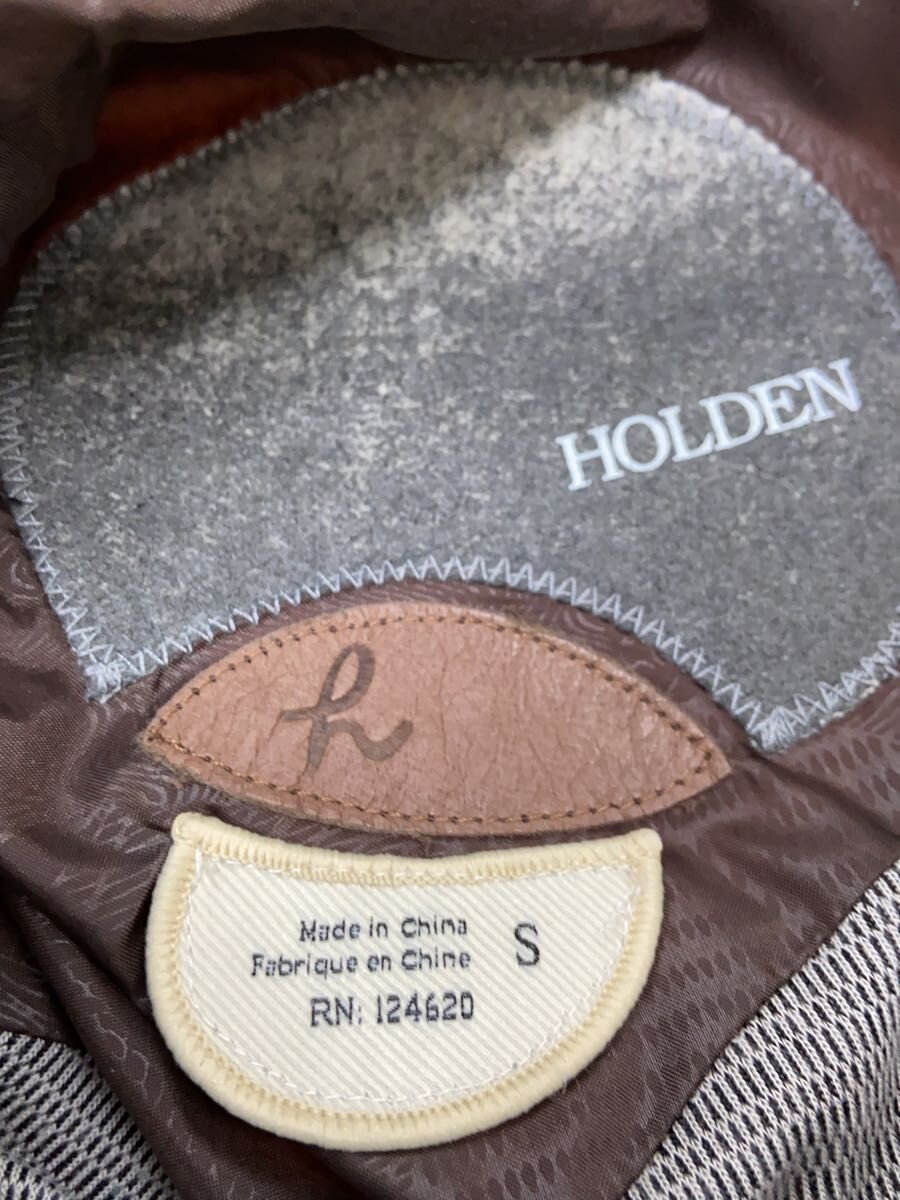 HOLDEN
h
Made in China
Fabrique en Chine
S
RN: 124620